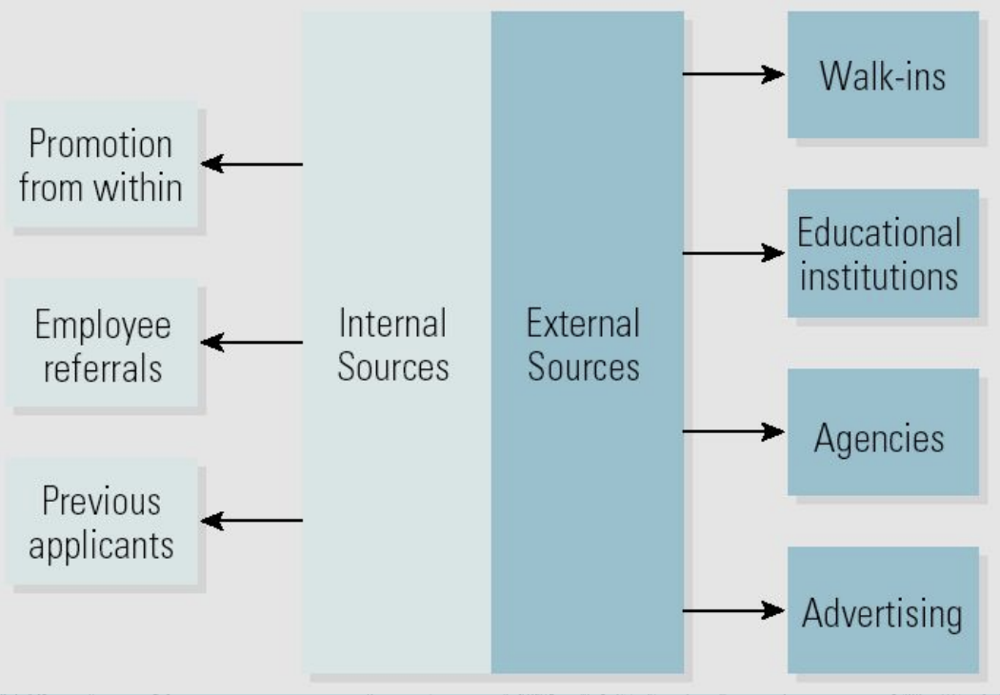 Promotion
from within
Employee
referrals
Previous
applicants
Internal
Sources
External
Sources
Walk-ins
Educational
institutions
Agencies
Advertising